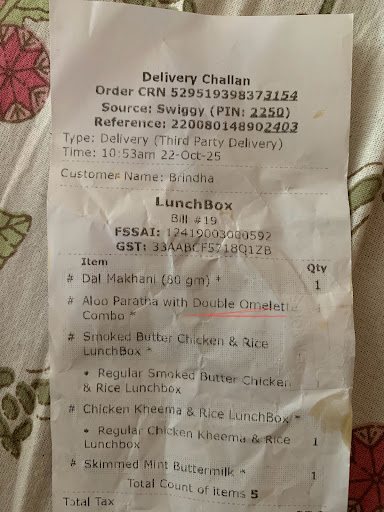 Delivery Challan
Order CRN 529519398373154
Source: Swiggy (PIN: 2250)
Reference: 220080148902403
Type: Delivery (Third Party Delivery)
Time: 10:53am 22-Oct-25
Customer Name: Brindha
LunchBox
Bill #19
FSSAI: 12419003000592
GST: 33AABCF5718Q1ZB
Item Qty
# Dal Makhani (80 gm) * 1
# Aloo Paratha with Double Omelette
Combo *
# Smoked Butter Chicken & Rice
LunchBox *
* Regular Smoked Butter Chicken
& Rice Lunchbox
# Chicken Kheema & Rice LunchBox *
* Regular Chicken Kheema & Rice 1
Lunchbox
# Skimmed Mint Buttermilk * 1
Total Count of items 5
Total Tax